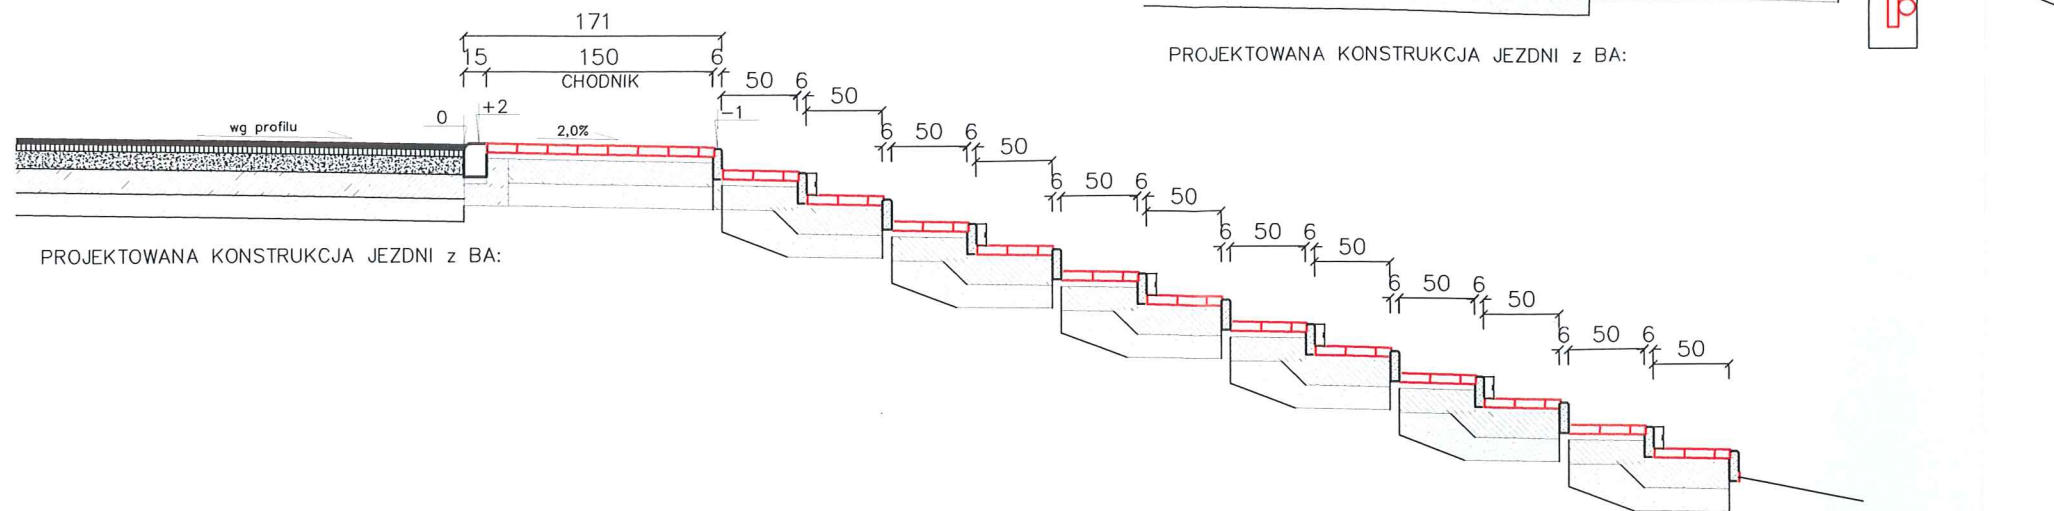 171
15 150 6
CHODNIK
50 6
50
0 +2
-1
wg profilu
2,0%
6 50 6
50
6 50 6
50
6 50 6
50
6 50 6
50
6 50 6
50
PROJEKTOWANA KONSTRUKCJA JEZDNI z BA:
PROJEKTOWANA KONSTRUKCJA JEZDNI z BA: